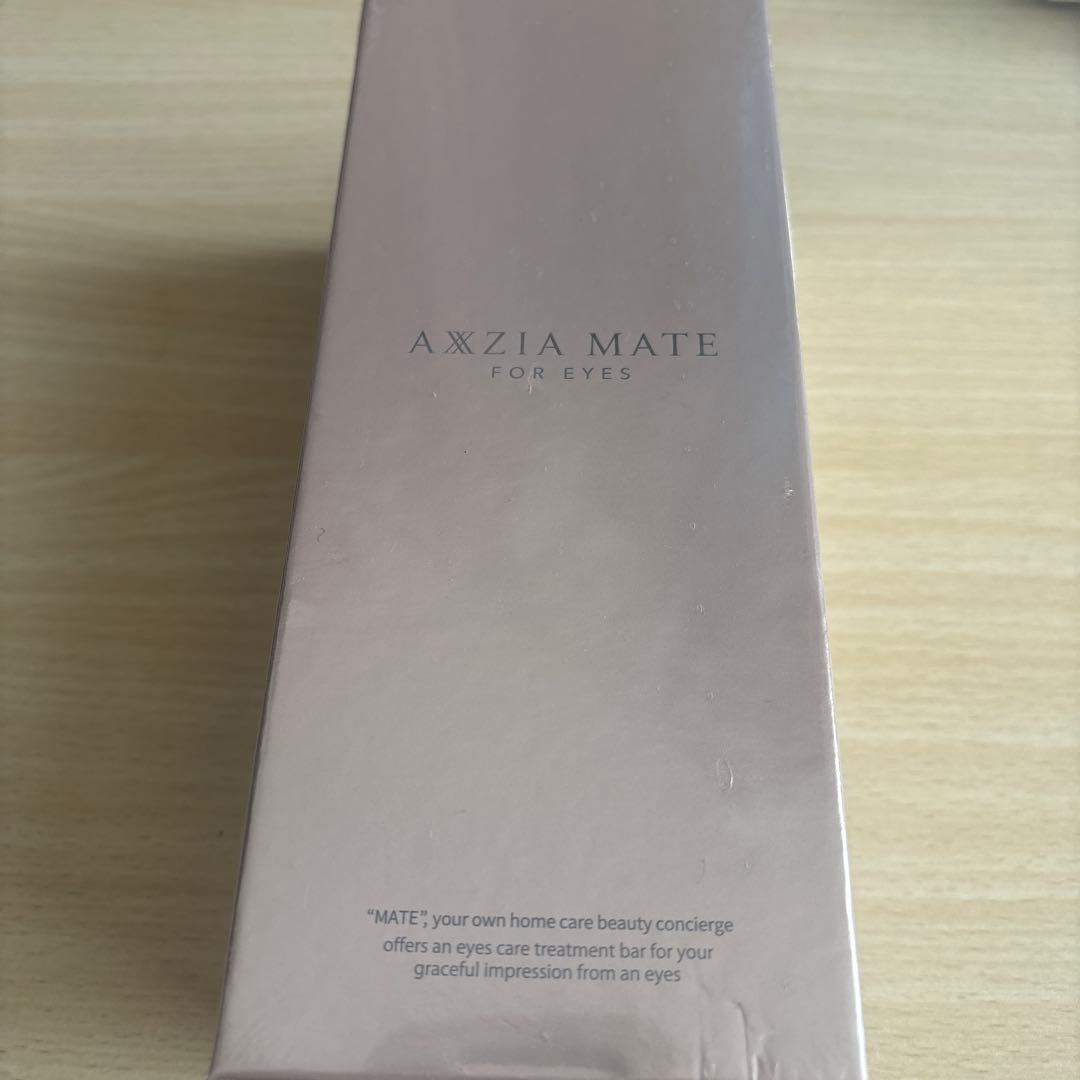 AXXZIA MATE
FOR EYES
“MATE”, your own home care beauty concierge
offers an eyes care treatment bar for your
graceful impression from an eyes